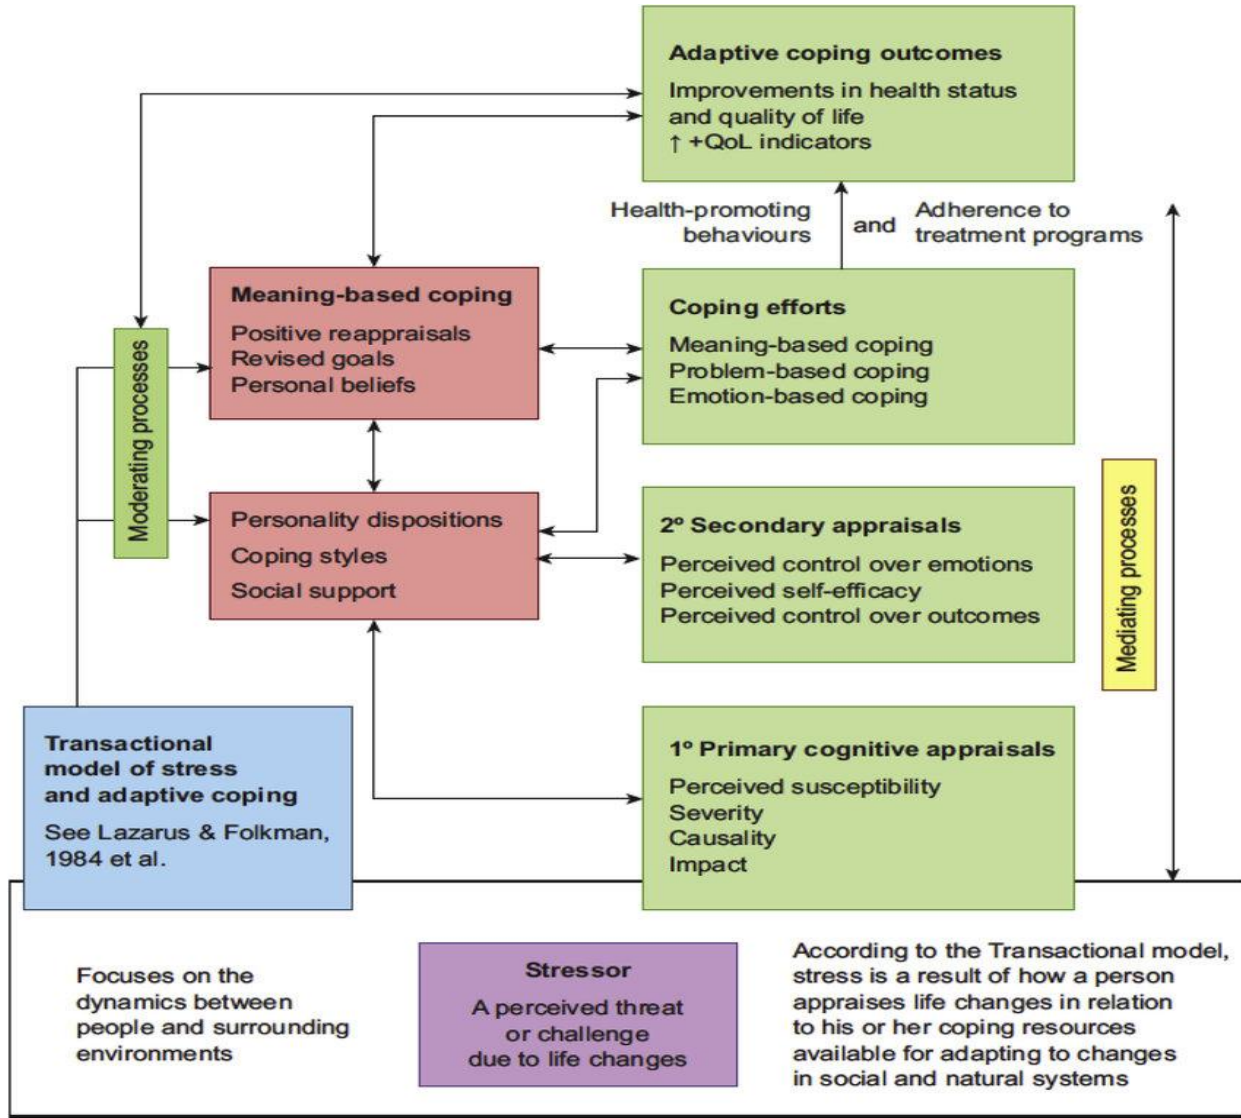 Adaptive coping outcomes
Improvements in health status
and quality of life
↑ +QoL indicators
Health-promoting
behaviours
and
Adherence to
treatment programs
Meaning-based coping
Positive reappraisals
Revised goals
Personal beliefs
Coping efforts
Meaning-based coping
Problem-based coping
Emotion-based coping
Moderating processes
Personality dispositions
Coping styles
Social support
2º Secondary appraisals
Perceived control over emotions
Perceived self-efficacy
Perceived control over outcomes
Mediating processes
Transactional
model of stress
and adaptive coping
See Lazarus & Folkman,
1984 et al.
1º Primary cognitive appraisals
Perceived susceptibility
Severity
Causality
Impact
Focuses on the
dynamics between
people and surrounding
environments
Stressor
A perceived threat
or challenge
due to life changes
According to the Transactional model,
stress is a result of how a person
appraises life changes in relation
to his or her coping resources
available for adapting to changes
in social and natural systems